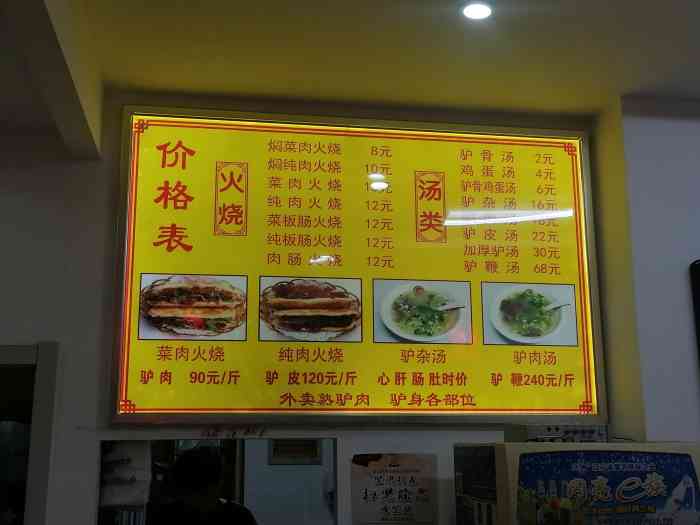 价格表
火烧
焖菜肉火烧 8元
焖纯肉火烧 10元
菜肉火烧
纯肉火烧 12元
菜板肠火烧 12元
纯板肠火烧 12元
肉肠火烧 12元
汤类
驴骨汤 2元
鸡蛋汤 4元
驴骨鸡蛋汤 6元
驴杂汤 16元
驴皮汤 22元
加厚驴汤 30元
驴鞭汤 68元
菜肉火烧 纯肉火烧 驴杂汤 驴肉汤
驴肉 90元/斤 驴皮120元/斤 心肝肠肚时价 驴鞭240元/斤
外卖熟驴肉 驴身各部位